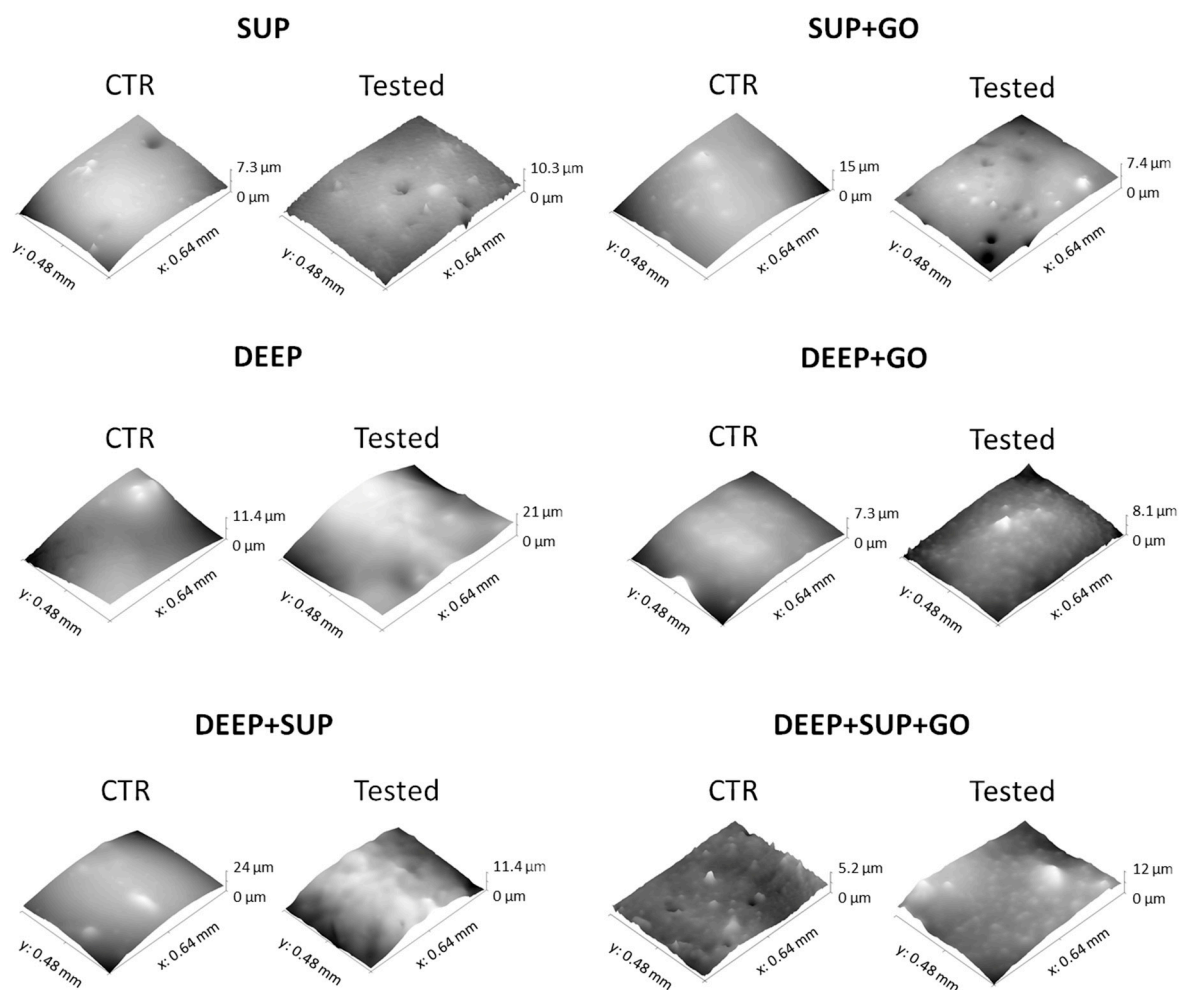 SUP
SUP+GO
CTR
Tested
CTR
Tested
7.3 µm
0 µm
10.3 µm
0 µm
15 µm
0 µm
7.4 µm
0 µm
y: 0.48 mm
x: 0.64 mm
y: 0.48 mm
x: 0.64 mm
y: 0.48 mm
x: 0.64 mm
y: 0.48 mm
x: 0.64 mm
DEEP
DEEP+GO
CTR
Tested
CTR
Tested
11.4 µm
0 µm
21 µm
0 µm
7.3 µm
0 µm
8.1 µm
0 µm
y: 0.48 mm
x: 0.64 mm
y: 0.48 mm
x: 0.64 mm
y: 0.48 mm
x: 0.64 mm
y: 0.48 mm
x: 0.64 mm
DEEP+SUP
DEEP+SUP+GO
CTR
Tested
CTR
Tested
24 µm
0 µm
11.4 µm
0 µm
5.2 µm
0 µm
12 µm
0 µm
y: 0.48 mm
x: 0.64 mm
y: 0.48 mm
x: 0.64 mm
y: 0.48 mm
x: 0.64 mm
y: 0.48 mm
x: 0.64 mm